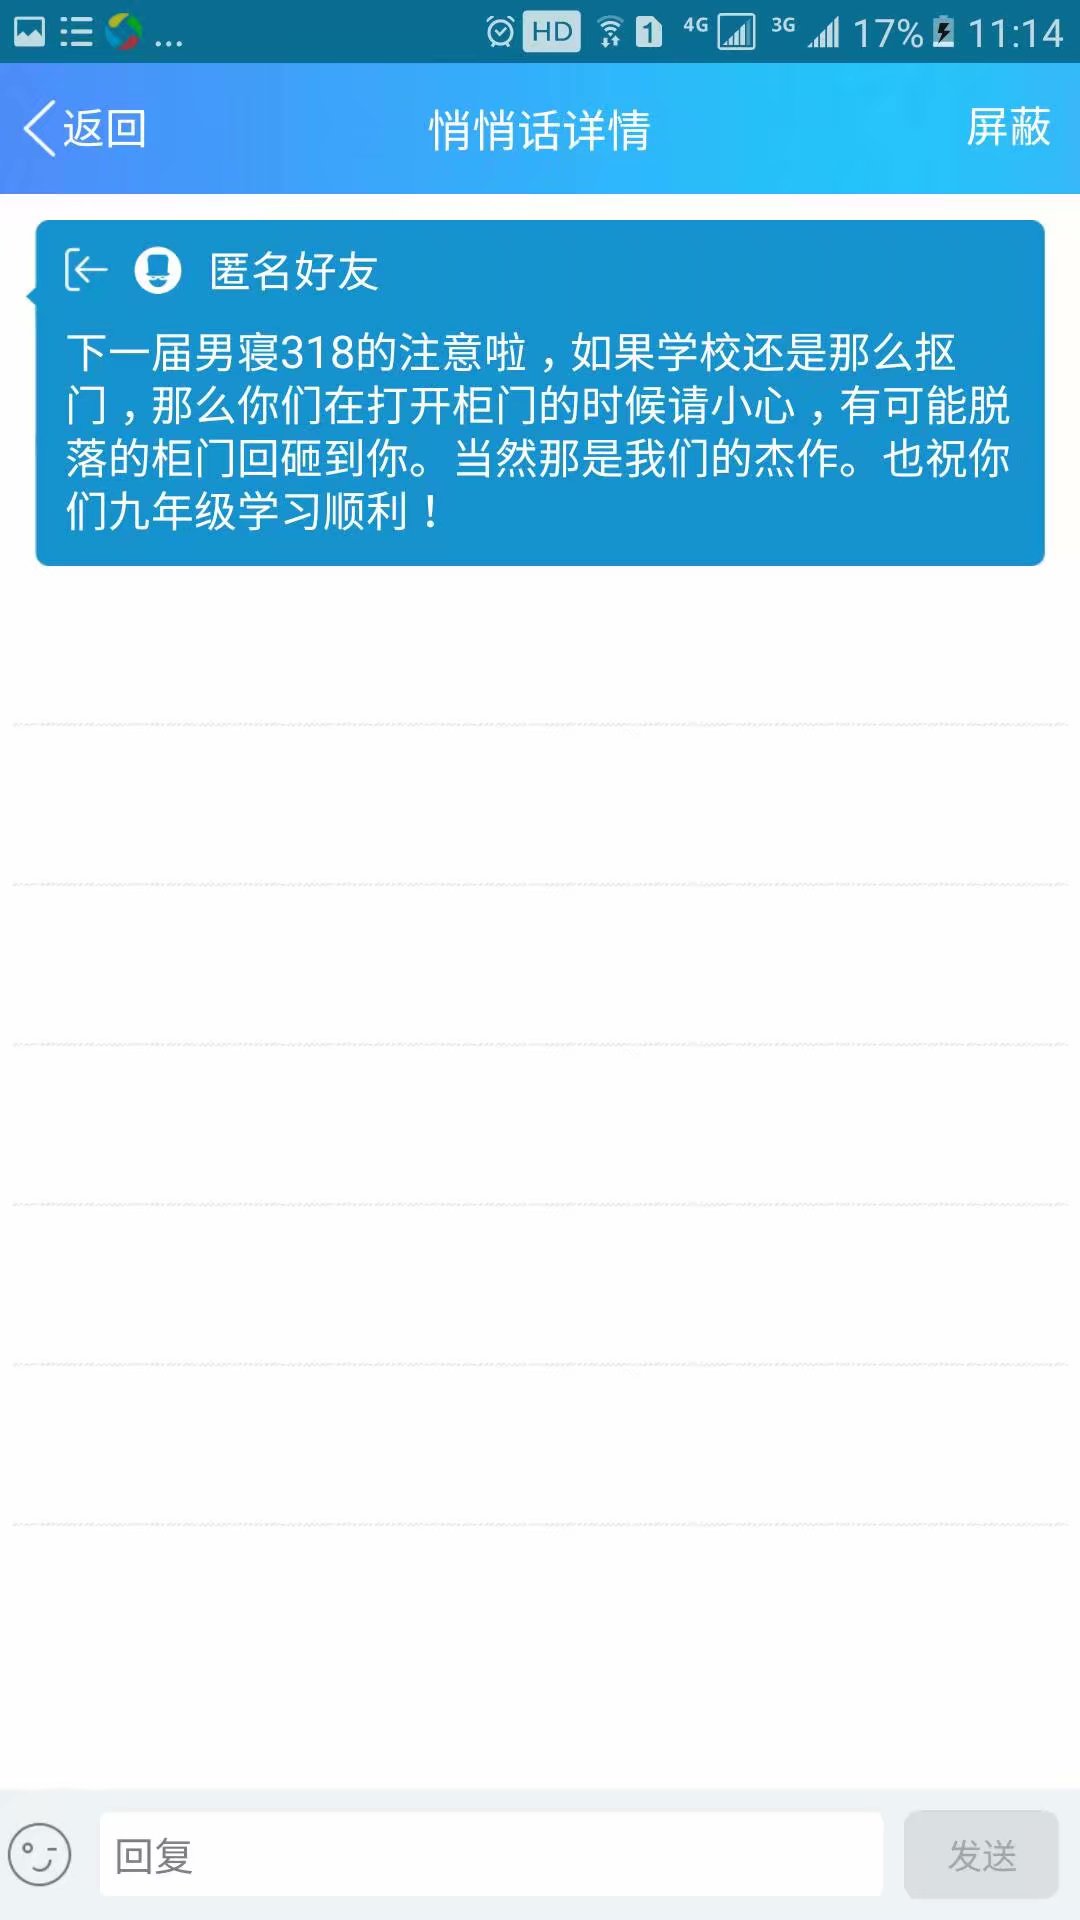 ... HD 1 4G 3G 17% 11:14
返回 悄悄话详情 屏蔽
匿名好友
下一届男寝318的注意啦，如果学校还是那么抠
门，那么你们在打开柜门的时候请小心，有可能脱
落的柜门回砸到你。当然那是我们的杰作。也祝你
们九年级学习顺利！
回复 发送